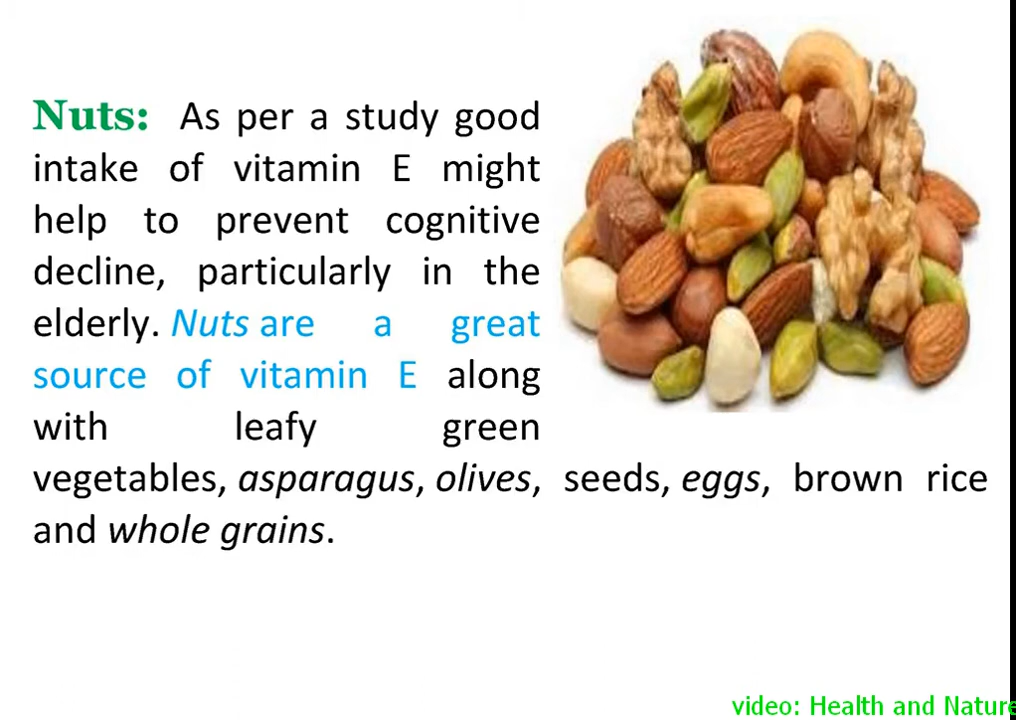 Nuts: As per a study good
intake of vitamin E might
help to prevent cognitive
decline, particularly in the
elderly. Nuts are a great
source of vitamin E along
with leafy green
vegetables, asparagus, olives, seeds, eggs, brown rice
and whole grains.
video: Health and Nature